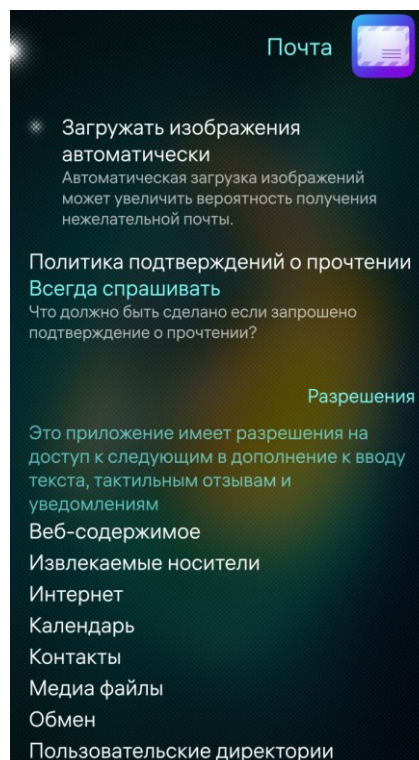 Почта
Загружать изображения
автоматически
Автоматическая загрузка изображений
может увеличить вероятность получения
нежелательной почты.
Политика подтверждений о прочтении
Всегда спрашивать
Что должно быть сделано если запрошено
подтверждение о прочтении?
Разрешения
Это приложение имеет разрешения на
доступ к следующим в дополнение к вводу
текста, тактильным отзывам и
уведомлениям
Веб-содержимое
Извлекаемые носители
Интернет
Календарь
Контакты
Медиа файлы
Обмен
Пользовательские директории